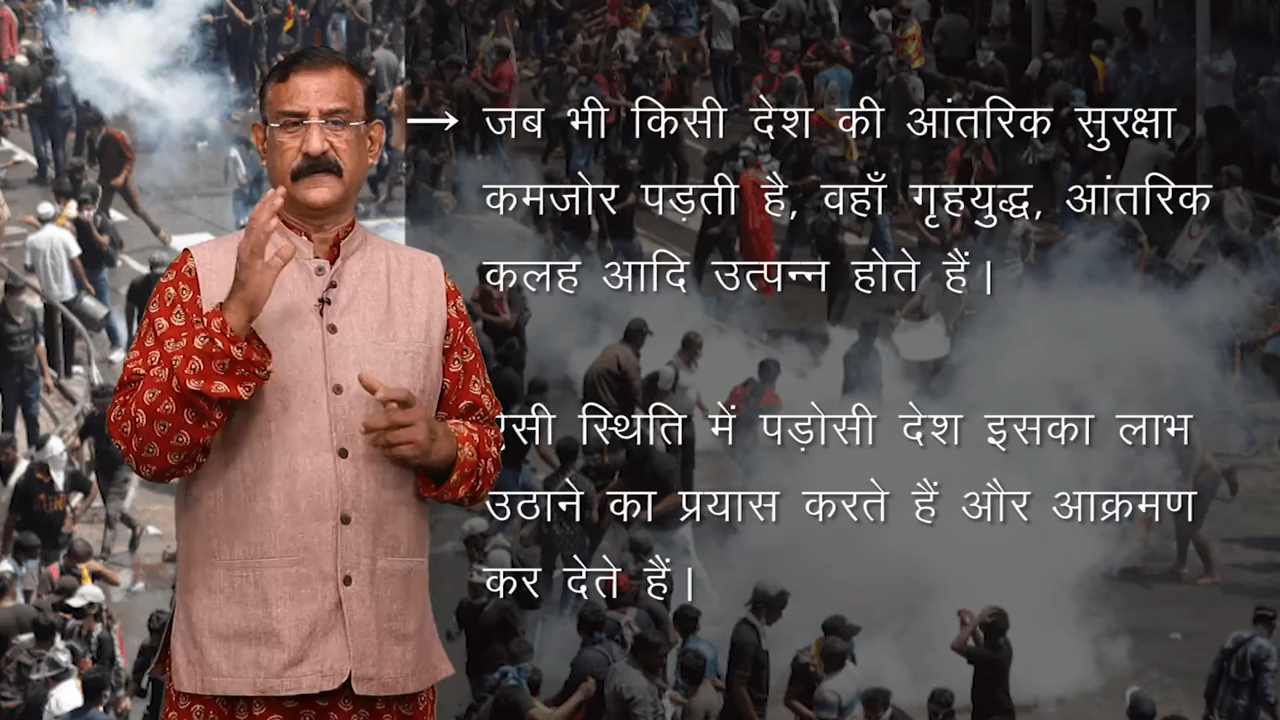 → जब भी किसी देश की आंतरिक सुरक्षा
कमजोर पड़ती है, वहाँ गृहयुद्ध, आंतरिक
कलह आदि उत्पन्न होते हैं।
स्थिति में पड़ोसी देश इसका लाभ
उठाने का प्रयास करते हैं और आक्रमण
कर देते हैं।